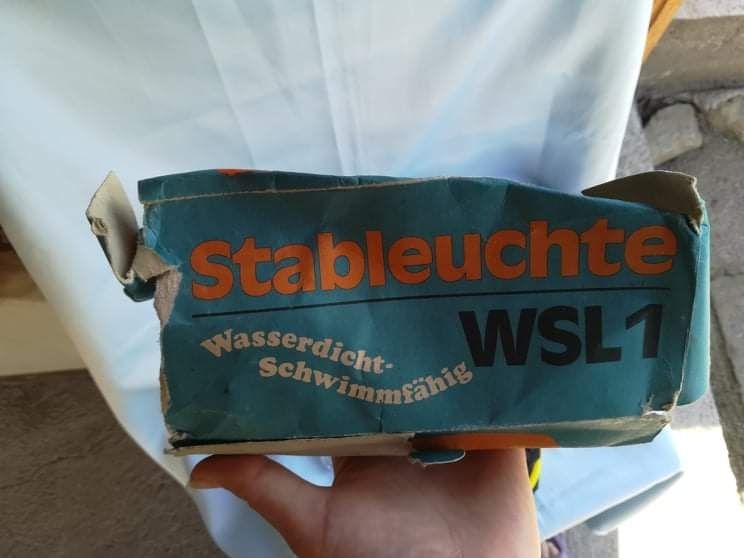 Stableuchte
WSL1
Wasserdicht-
Schwimmfähig